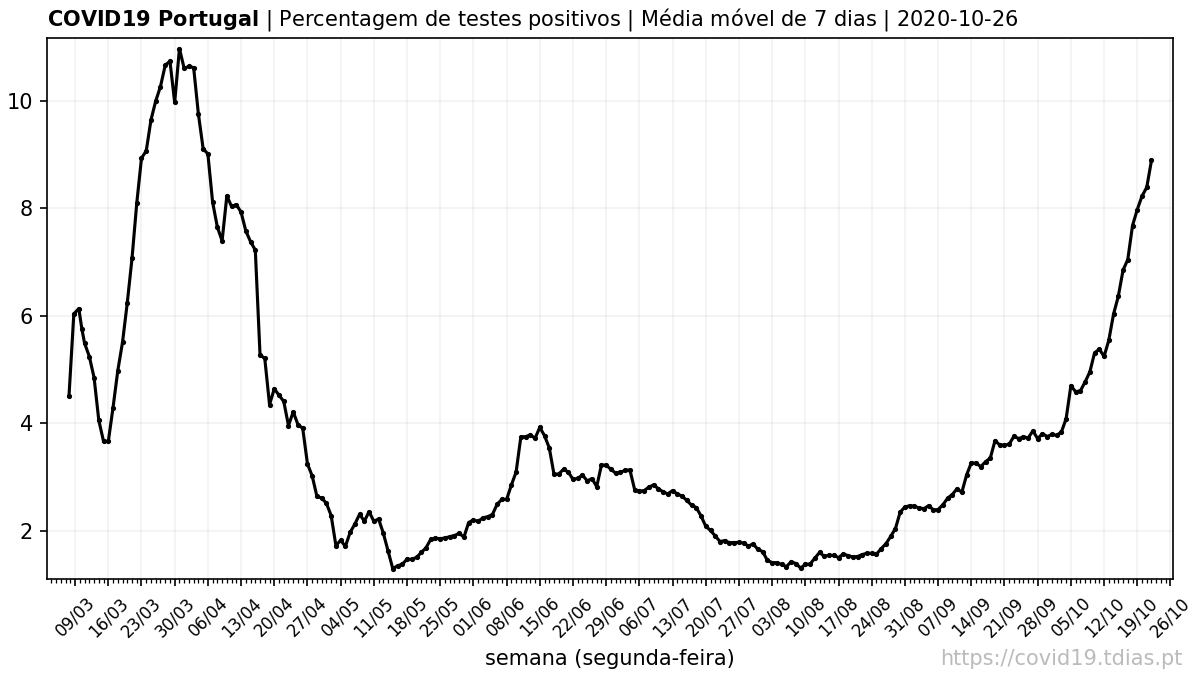 COVID19 Portugal | Percentagem de testes positivos | Média móvel de 7 dias | 2020-10-26
10
8
6
4
2
09/03 16/03 23/03 30/03 06/04 13/04 20/04 27/04 04/05 11/05 18/05 25/05 01/06 08/06 15/06 22/06 29/06 06/07 13/07 20/07 27/07 03/08 10/08 17/08 24/08 31/08 07/09 14/09 21/09 28/09 05/10 12/10 19/10 26/10
semana (segunda-feira)
https://covid19.tdias.pt